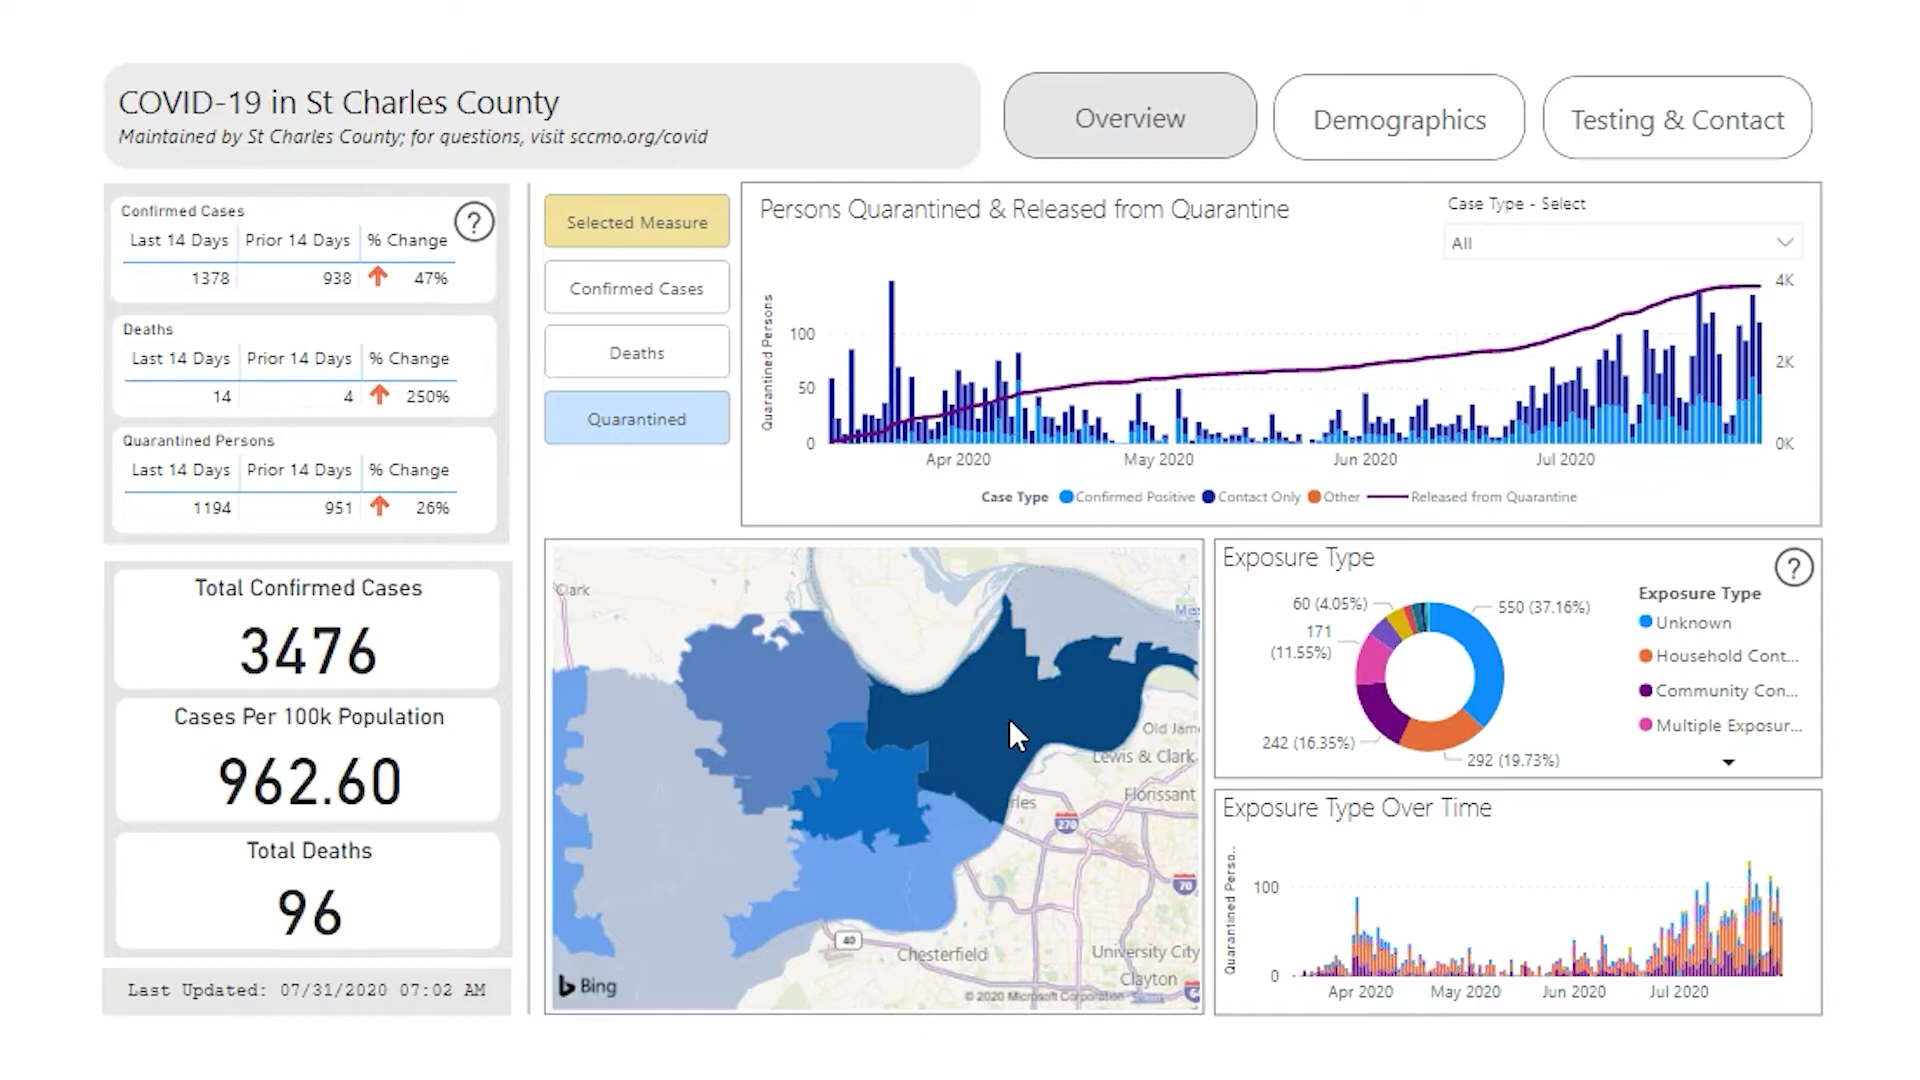 COVID-19 in St Charles County
Maintained by St Charles County; for questions, visit sccmo.org/covid
Overview
Demographics
Testing & Contact
Confirmed Cases
?
Last 14 Days Prior 14 Days % Change
1378 938 47%
Deaths
Last 14 Days Prior 14 Days % Change
14 4 250%
Quarantined Persons
Last 14 Days Prior 14 Days % Change
1194 951 26%
Total Confirmed Cases
3476
Cases Per 100k Population
962.60
Total Deaths
96
Last Updated: 07/31/2020 07:02 AM
Selected Measure
Confirmed Cases
Deaths
Quarantined
Persons Quarantined & Released from Quarantine
Case Type - Select
All
Quarantined Persons
100
50
0
4K
2K
0K
Apr 2020 May 2020 Jun 2020 Jul 2020
Case Type Confirmed Positive Contact Only Other Released from Quarantine
Clark
Mis
Old Jam
Lewis & Clark
Florissant
rles
270
70
40
Chesterfield
University City
Clayton
Bing
© 2020 Microsoft Corporation
Exposure Type
?
60 (4.05%)
171
(11.55%)
242 (16.35%)
550 (37.16%)
292 (19.73%)
Exposure Type
Unknown
Household Cont...
Community Con...
Multiple Exposur...
Exposure Type Over Time
Quarantined Perso...
100
0
Apr 2020 May 2020 Jun 2020 Jul 2020